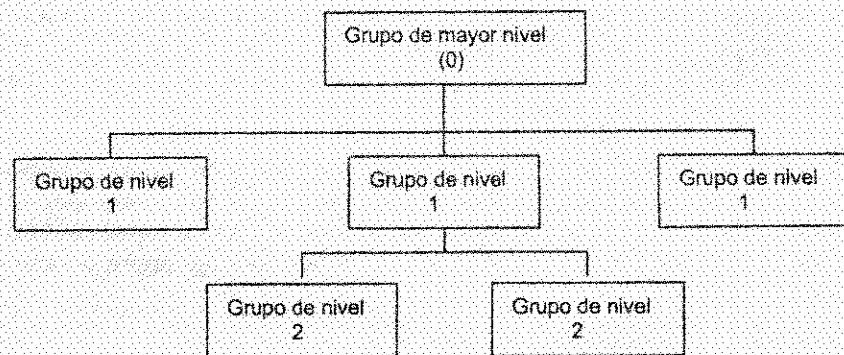 Grupo de mayor nivel
(0)
Grupo de nivel
1
Grupo de nivel
1
Grupo de nivel
1
Grupo de nivel
2
Grupo de nivel
2